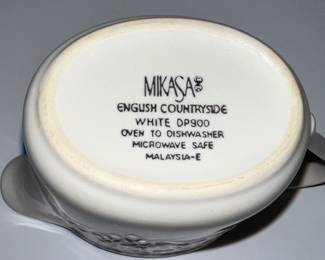 MIKASA
ENGLISH COUNTRYSIDE
WHITE DP900
OVEN TO DISHWASHER
MICROWAVE SAFE
MALAYSIA-E